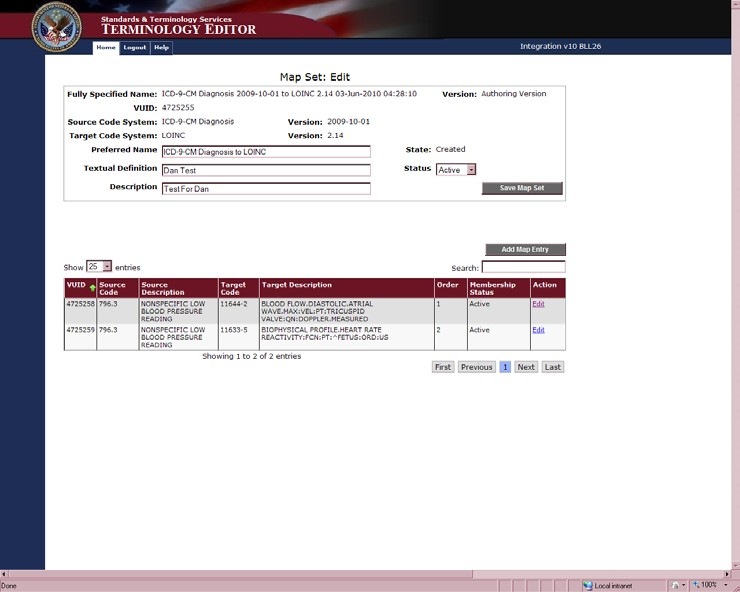 Standards & Terminology Services
TERMINOLOGY EDITOR
Home Logout Help
Integration v10 BLL26
Map Set: Edit
Fully Specified Name: ICD-9-CM Diagnosis 2009-10-01 to LOINC 2.14 03-Jun-2010 04:28:10 Version: Authoring Version
VUID: 4725255
Source Code System: ICD-9-CM Diagnosis Version: 2009-10-01
Target Code System: LOINC Version: 2.14
Preferred Name ICD-9-CM Diagnosis to LOINC State: Created
Textual Definition Dan Test Status Active
Description Test For Dan Save Map Set
Add Map Entry
Show 25 entries Search:
VUID Source Code Source Description Target Code Target Description Order Membership Status Action
4725258 796.3 NONSPECIFIC LOW 11644-2 BLOOD FLOW.DIASTOLIC.ATRIAL 1 Active Edit
BLOOD PRESSURE WAVE.MAX:VEL:PT:TRICUSPID
READING VALVE:QN:DOPPLER.MEASURED
4725259 796.3 NONSPECIFIC LOW 11633-5 BIOPHYSICAL PROFILE.HEART RATE 2 Active Edit
BLOOD PRESSURE REACTIVITY:FCN:PT:^FETUS:ORD:US
READING
Showing 1 to 2 of 2 entries
First Previous 1 Next Last
Done Local intranet 100%